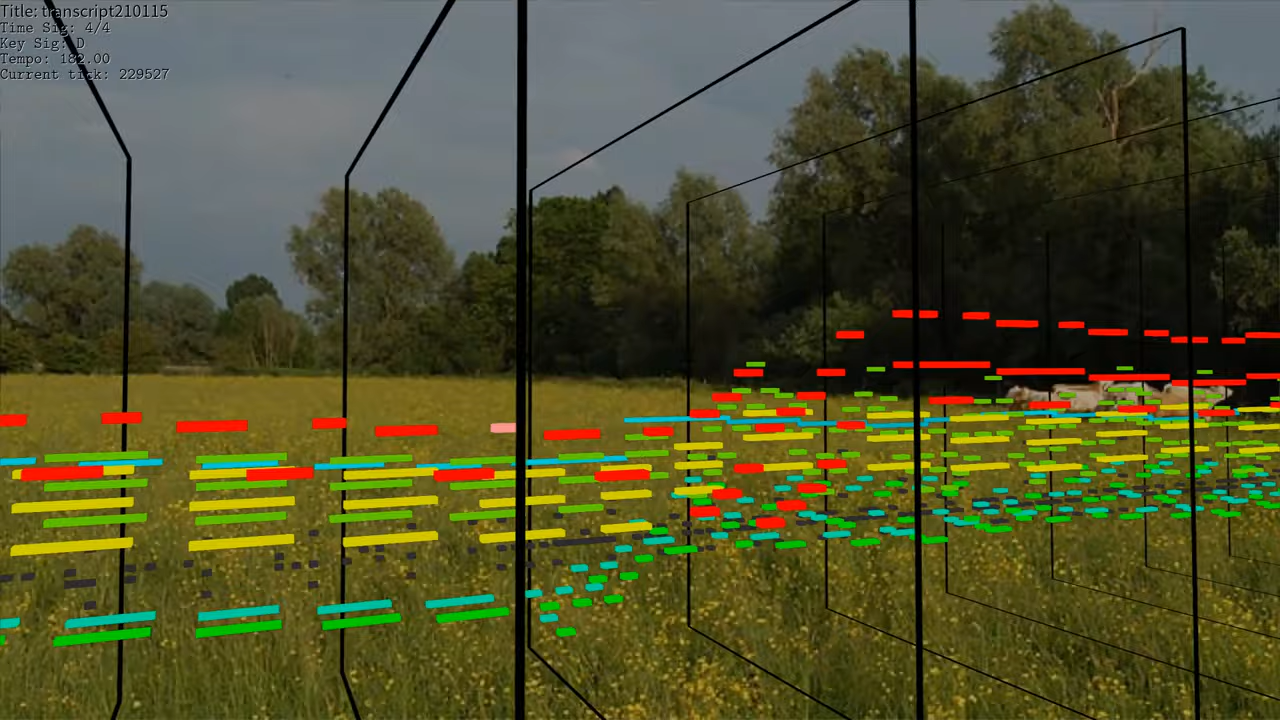 Title: transcript210115
Time Sig: 4/4
Key Sig: D
Tempo: 182.00
Current tick: 229527